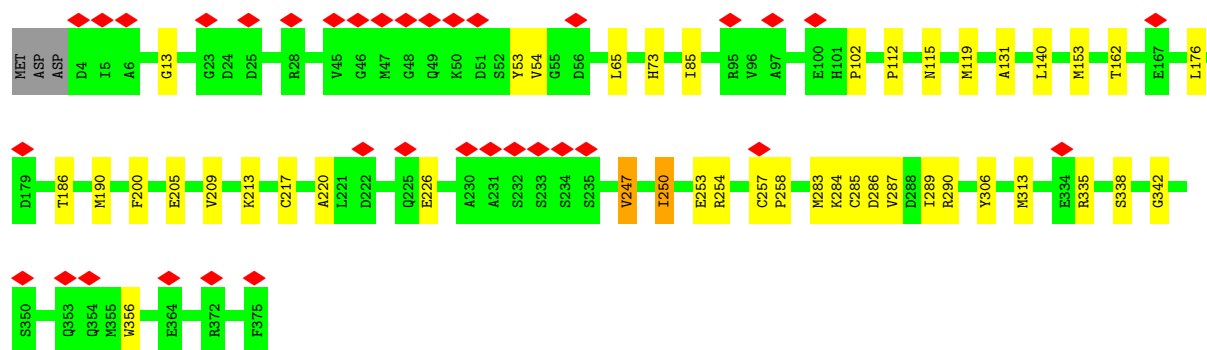 MET ASP ASP D4 I5 A6 G13 G23 D24 D25 R28 V45 G46 M47 G48 Q49 K50 D51 S52 Y53 V54 G55 D56 L65 H73 I85 R95 V96 A97 E100 H101 P102 P112 N115 M119 A131 L140 M153 T162 E167 L176
D179 T186 M190 F200 E205 V209 K213 C217 A220 L221 D222 Q225 E226 A230 A231 S232 S233 S234 S235 V247 I250 E253 R254 C257 P258 M283 K284 C285 D286 V287 D288 I289 R290 Y306 M313 E334 R335 S338 G342
S350 Q353 Q354 M355 W356 E364 R372 F375